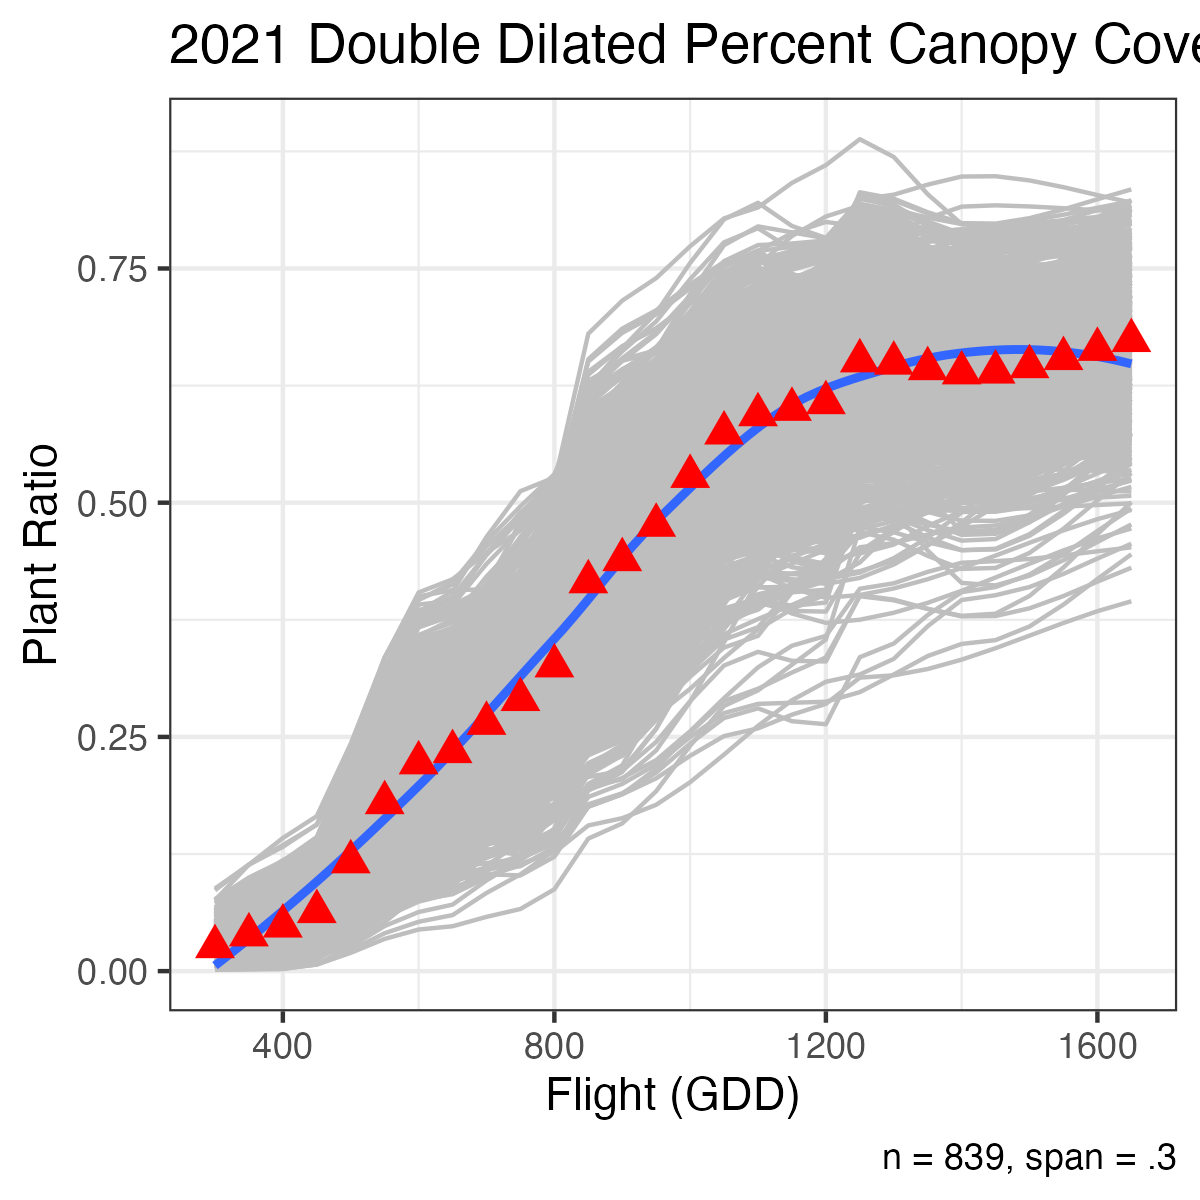 2021 Double Dilated Percent Canopy Cove
0.75
0.50
0.25
0.00
Plant Ratio
400 800 1200 1600
Flight (GDD)
n = 839, span = .3